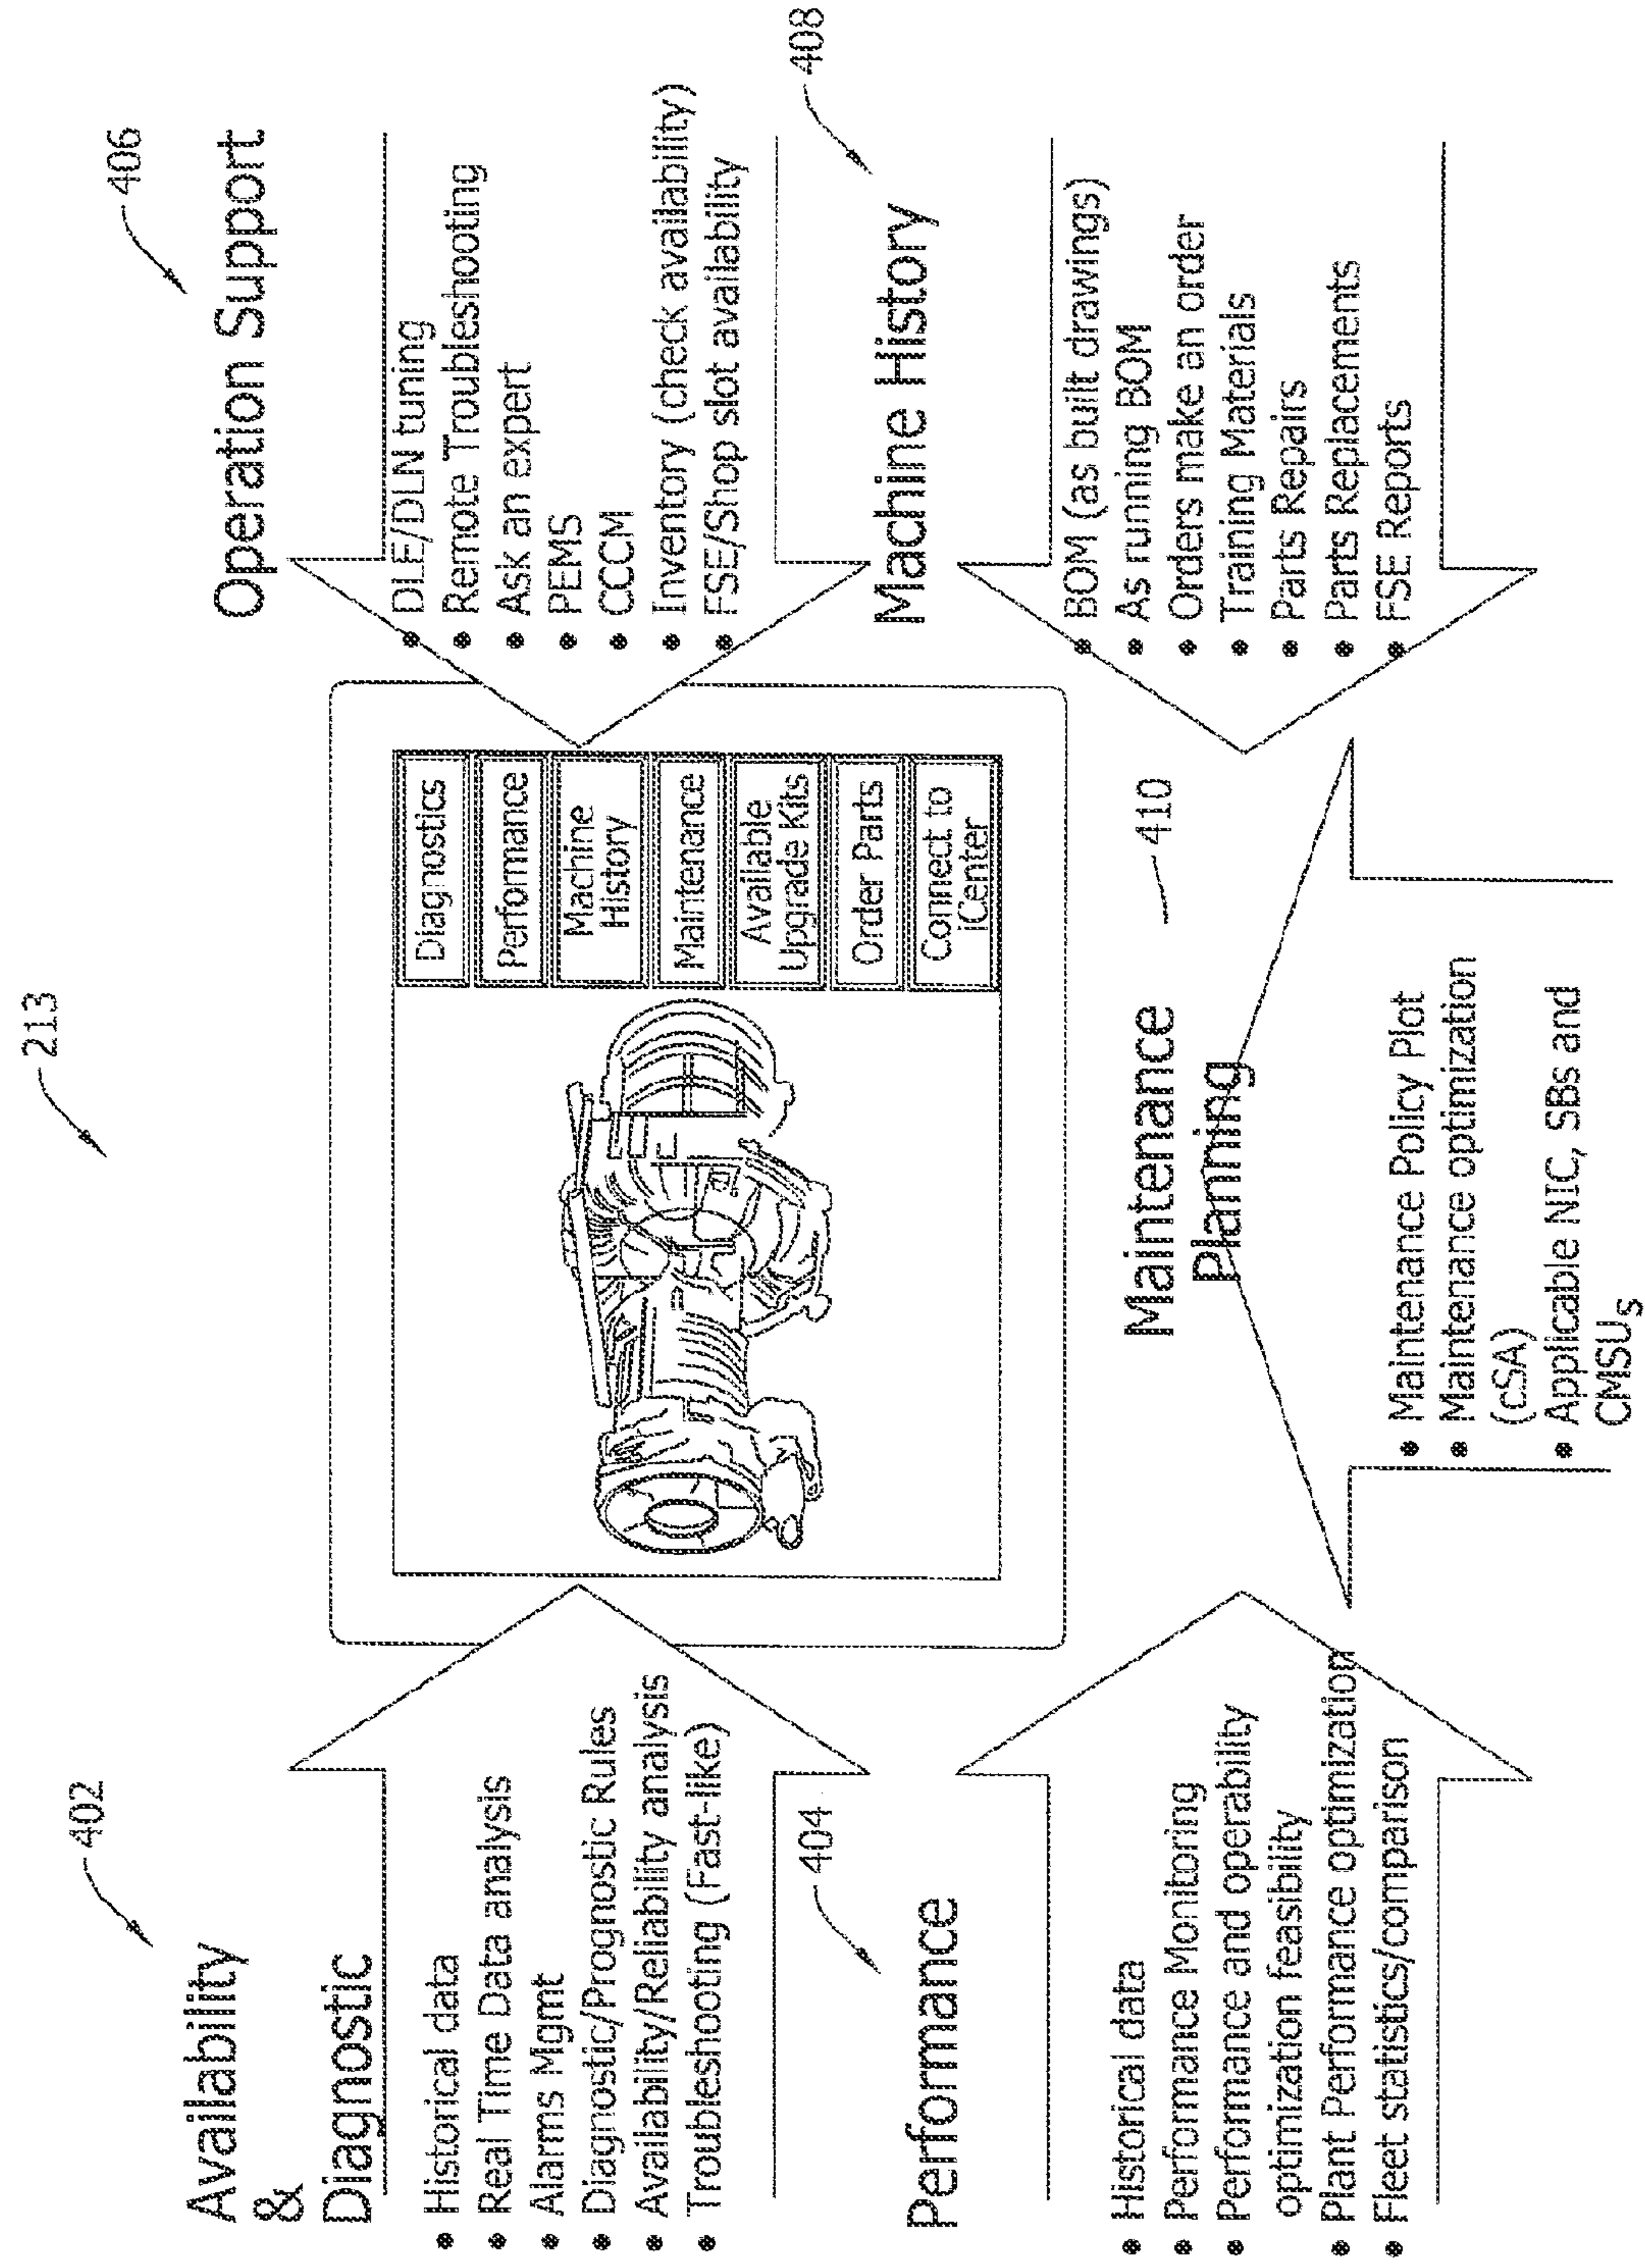 213
402
Availability
&
Diagnostic
• Historical data
• Real Time Data analysis
• Alarms Mgmt
• Diagnostic/Prognostic Rules
• Availability/Reliability analysis
• Troubleshooting (Fast-like)
404
Performance
• Historical data
• Performance Monitoring
• Performance and operability
optimization feasibility
• Plant Performance optimization
• Fleet statistics/comparison
Diagnostics
Performance
Machine
History
Maintenance
Available
Upgrade Kits
Order Parts
Connect to
iCenter
410
Maintenance
Planning
• Maintenance Policy Plot
• Maintenance optimization
(cSA)
• Applicable NIC, SBs and
CMSUs
406
Operation Support
• DLE/DLN tuning
• Remote Troubleshooting
• Ask an expert
• PEMS
• CCCM
• Inventory (check availability)
• FSE/Shop slot availability
408
Machine History
• BOM (as built drawings)
• As running BOM
• Orders make an order
• Training Materials
• Parts Repairs
• Parts Replacements
• FSE Reports